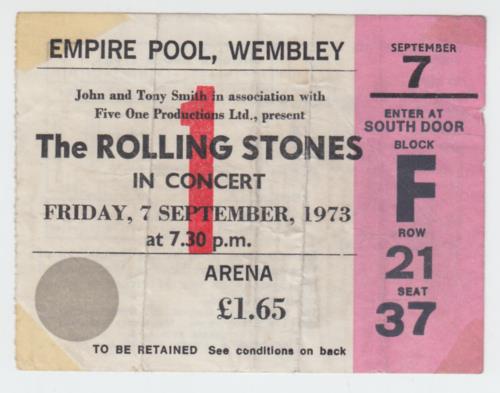 EMPIRE POOL, WEMBLEY
John and Tony Smith in association with
Five One Productions Ltd., present
1
The ROLLING STONES
IN CONCERT
FRIDAY, 7 SEPTEMBER, 1973
at 7.30 p.m.
ARENA
£1.65
TO BE RETAINED See conditions on back
SEPTEMBER
7
ENTER AT
SOUTH DOOR
BLOCK
F
ROW
21
SEAT
37